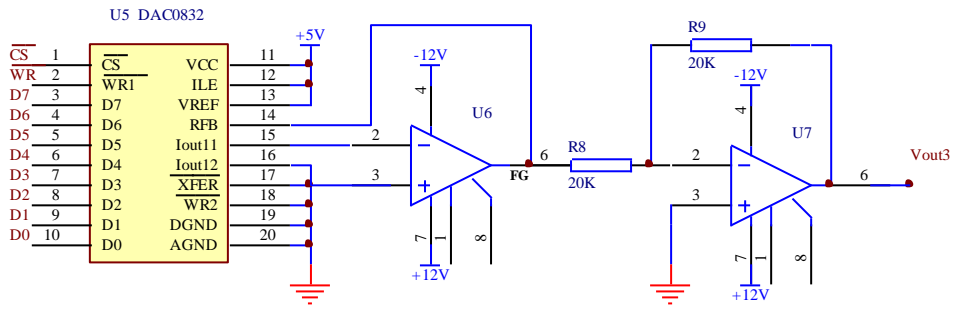 U5 DAC0832
CS 1 CS VCC 11 +5V
WR 2 WR1 ILE 12
D7 3 D7 VREF 13
D6 4 D6 RFB 14
D5 5 D5 Iout11 15
D4 6 D4 Iout12 16
D3 7 D3 XFER 17
D2 8 D2 WR2 18
D1 9 D1 DGND 19
D0 10 D0 AGND 20
-12V
4
U6
2
3
6
FG
7
1
8
+12V
R8
20K
R9
20K
-12V
4
U7
2
3
6
Vout3
7
1
8
+12V